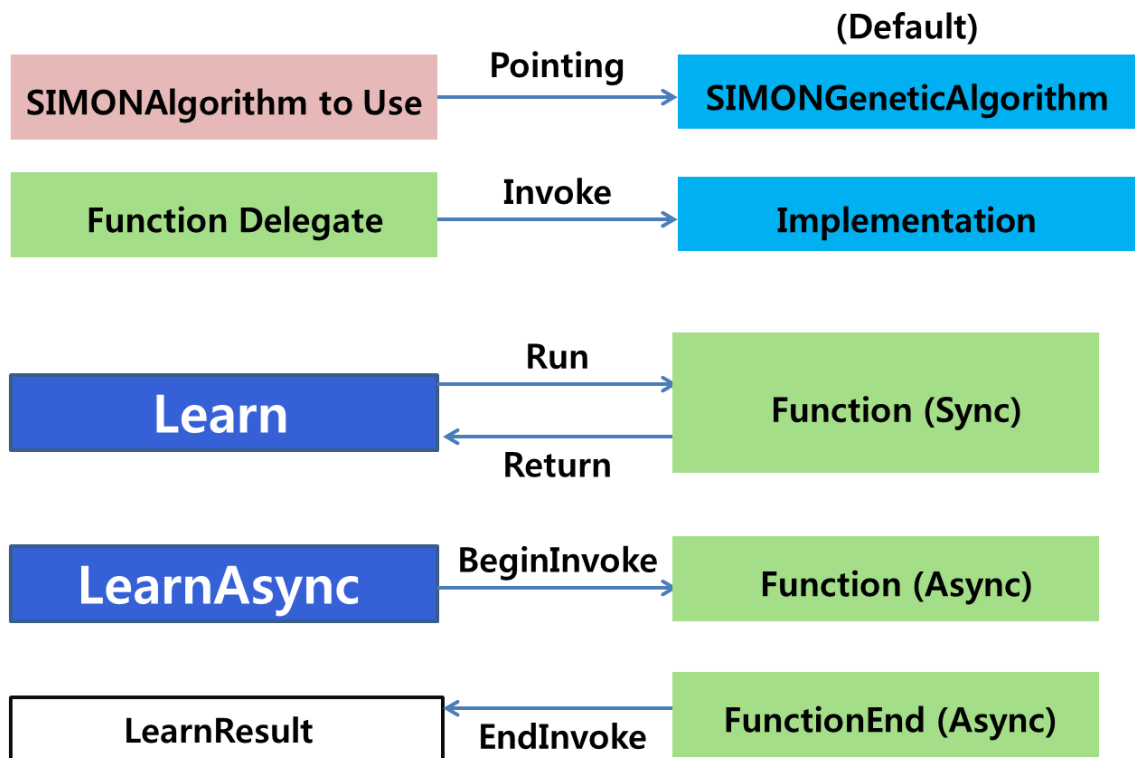 (Default)
SIMONAlgorithm to Use
Pointing
SIMONGeneticAlgorithm
Function Delegate
Invoke
Implementation
Learn
Run
Return
Function (Sync)
LearnAsync
BeginInvoke
Function (Async)
LearnResult
EndInvoke
FunctionEnd (Async)